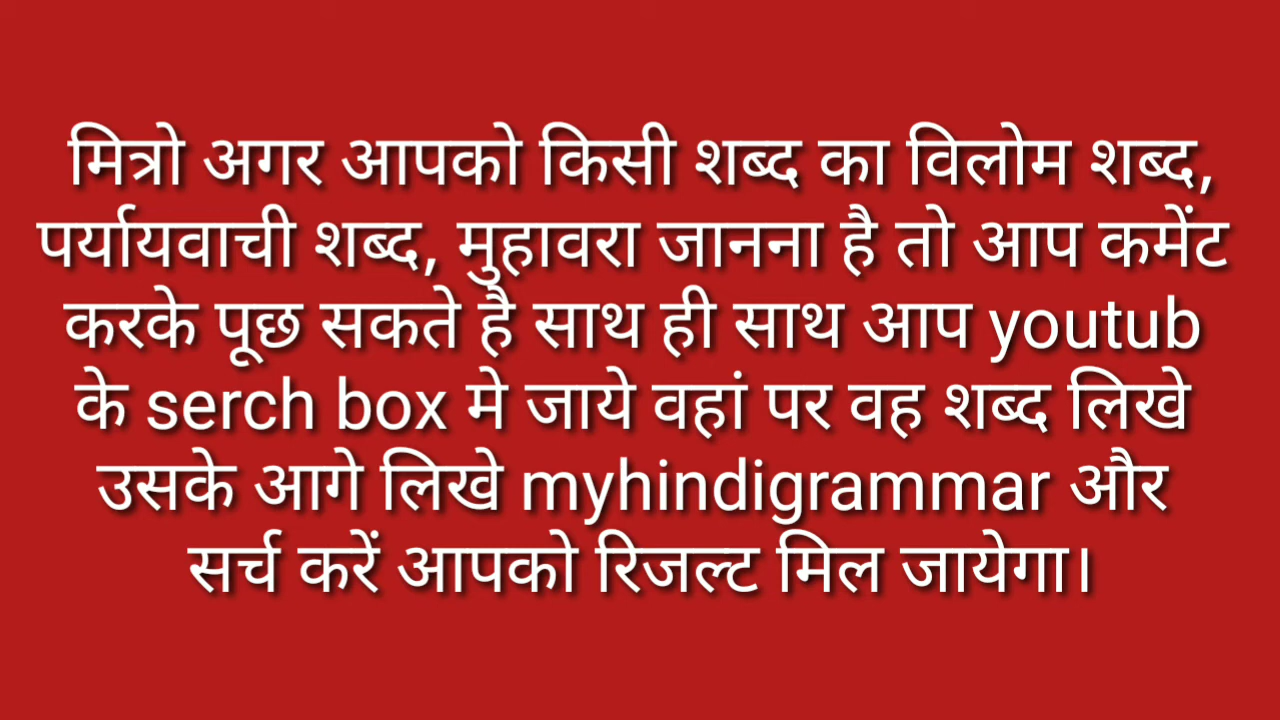 मित्रो अगर आपको किसी शब्द का विलोम शब्द,
पर्यायवाची शब्द, मुहावरा जानना है तो आप कमेंट
करके पूछ सकते है साथ ही साथ आप youtub
के serch box मे जाये वहां पर वह शब्द लिखे
उसके आगे लिखे myhindigrammar और
सर्च करें आपको रिजल्ट मिल जायेगा।